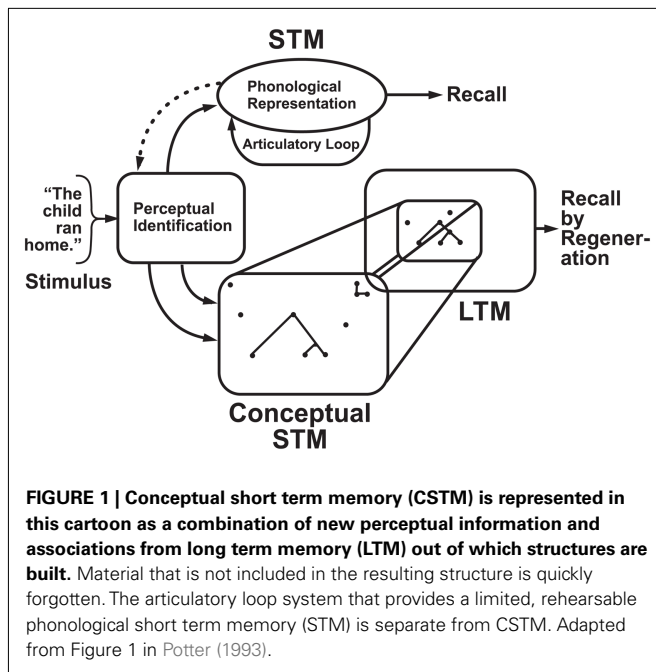 STM
Phonological
Representation
Recall
Articulatory Loop
"The
child
ran
home."
Stimulus
Perceptual
Identification
Recall
by
Regener-
ation
LTM
Conceptual
STM
FIGURE 1 | Conceptual short term memory (CSTM) is represented in
this cartoon as a combination of new perceptual information and
associations from long term memory (LTM) out of which structures are
built. Material that is not included in the resulting structure is quickly
forgotten. The articulatory loop system that provides a limited, rehearsable
phonological short term memory (STM) is separate from CSTM. Adapted
from Figure 1 in Potter (1993).